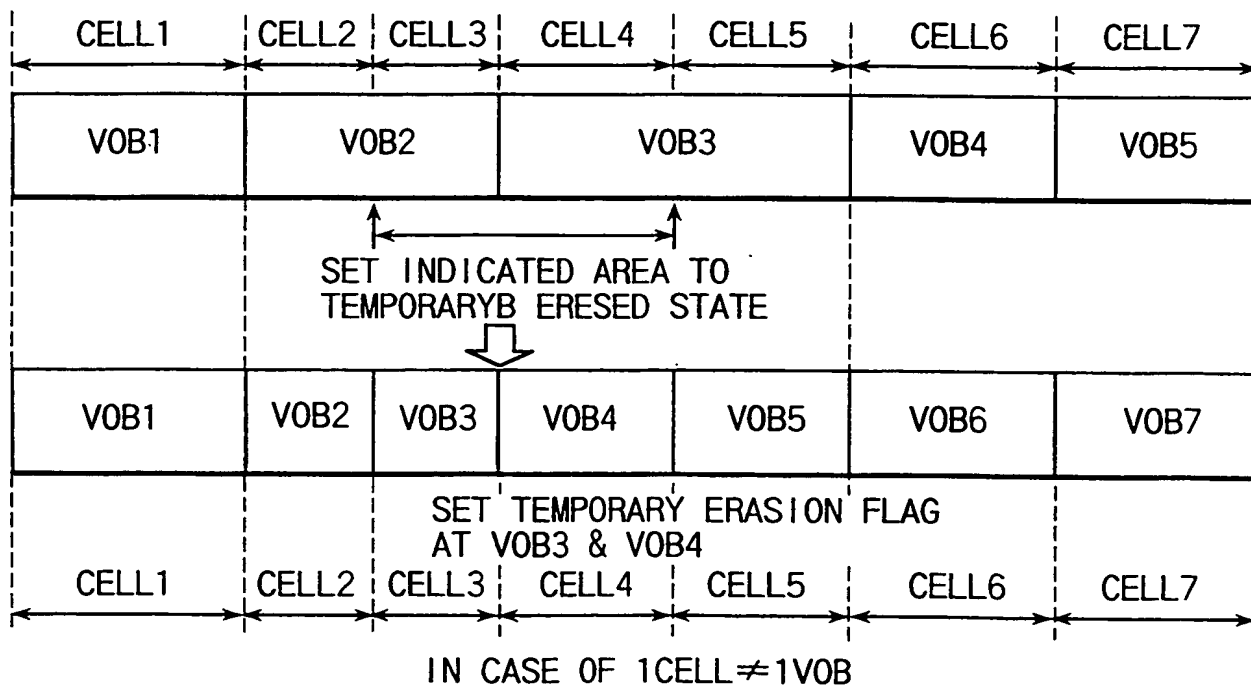 CELL1 CELL2 CELL3 CELL4 CELL5 CELL6 CELL7
VOB1 VOB2 VOB3 VOB4 VOB5
SET INDICATED AREA TO
TEMPORARYB ERESED STATE
VOB1 VOB2 VOB3 VOB4 VOB5 VOB6 VOB7
SET TEMPORARY ERASION FLAG
AT VOB3 & VOB4
CELL1 CELL2 CELL3 CELL4 CELL5 CELL6 CELL7
IN CASE OF 1CELL≠1VOB